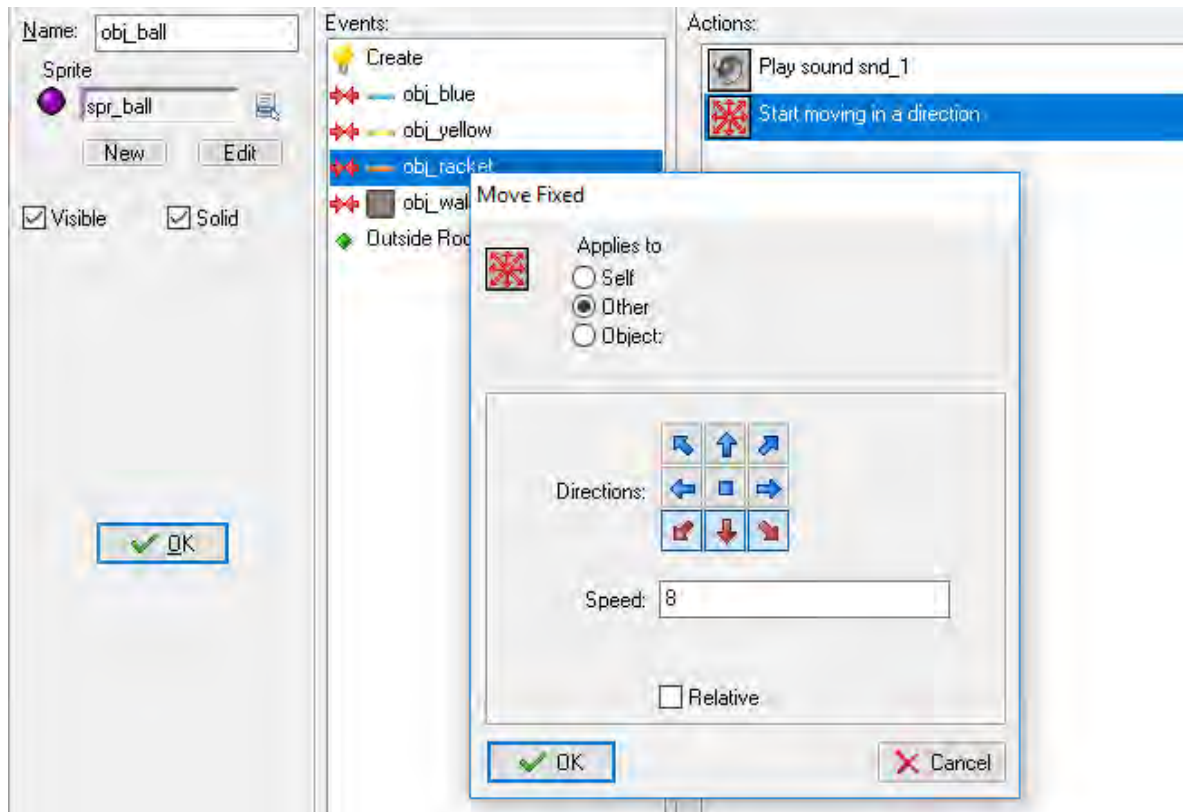 Name: obj_ball
Sprite
spr_ball
New Edit
Visible Solid
OK
Events:
Create
obj_blue
obj_yellow
obj_racket
obj_wal
Outside Roo
Actions:
Play sound snd_1
Start moving in a direction
Move Fixed
Applies to
Self
Other
Object:
Directions:
Speed: 8
Relative
OK Cancel